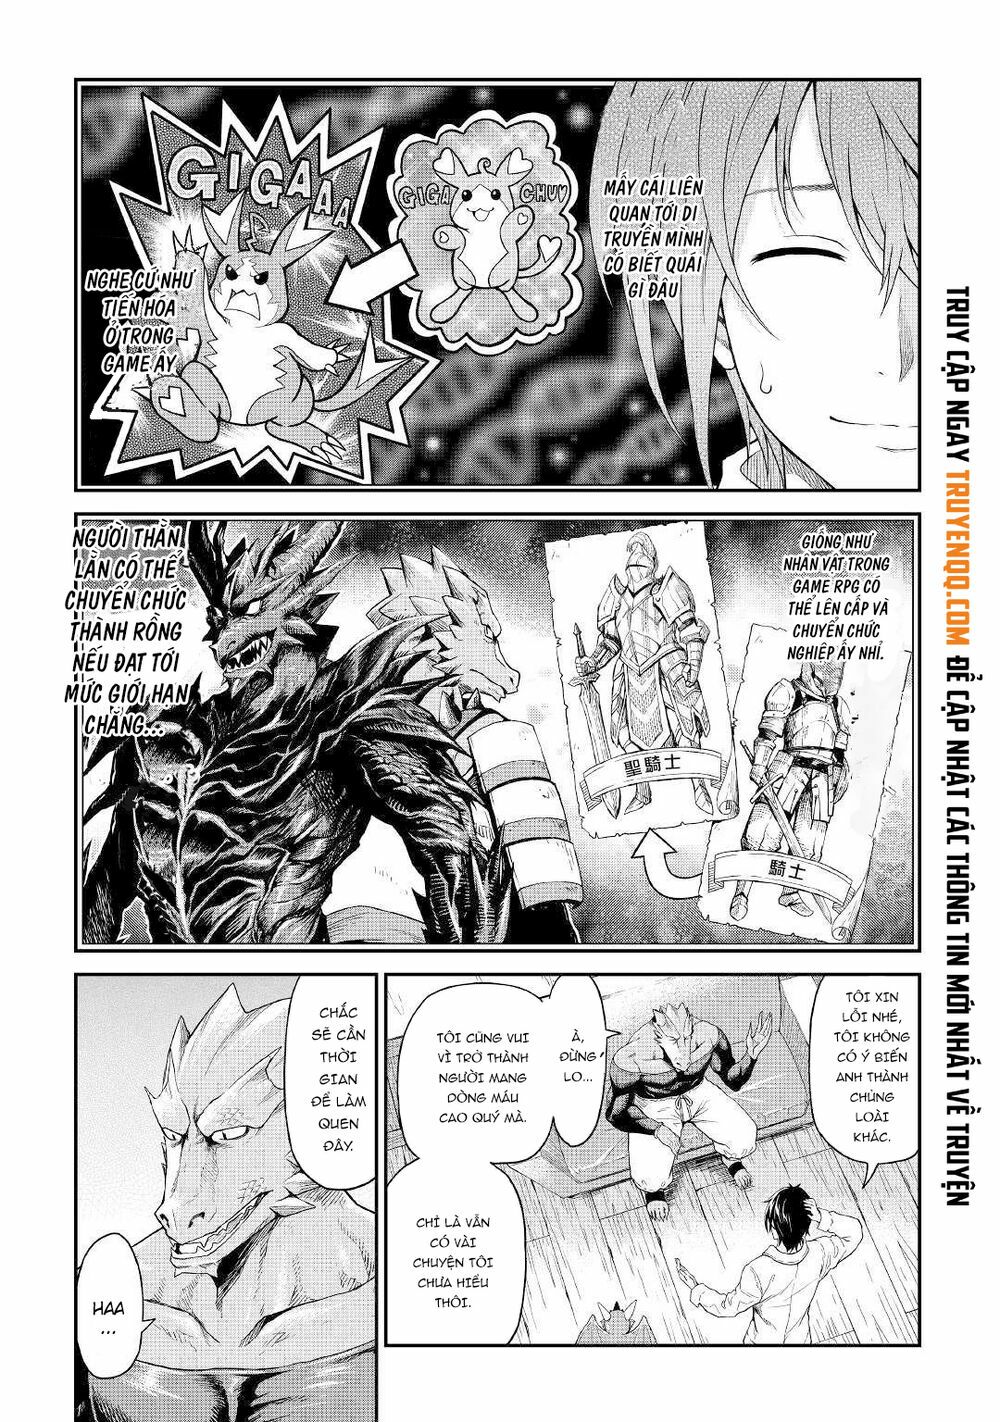 MẤY CÁI LIÊN
QUAN TỚI DI
TRUYỀN MÌNH
CÓ BIẾT QUÁI
GÌ ĐÂU
GIGA CHUU
GIGAAA
NGHE CỨ NHƯ
TIẾN HÓA
Ở TRONG
GAME ẤY
GIỐNG NHƯ
NHÂN VẬT TRONG
GAME RPG CÓ
THỂ LÊN CẤP VÀ
CHUYỂN CHỨC
NGHIỆP ẤY NHỈ.
騎士
聖騎士
NGƯỜI THẰN
LẰN CÓ THỂ
CHUYỂN CHỨC
THÀNH RỒNG
NẾU ĐẠT TỚI
MỨC GIỚI HẠN
CHĂNG...
TÔI XIN
LỖI NHÉ,
TÔI KHÔNG
CÓ Ý BIẾN
ANH THÀNH
CHỦNG
LOÀI
KHÁC.
À,
ĐỪNG
LO...
TÔI CŨNG VUI
VÌ TRỞ THÀNH
NGƯỜI MANG
DÒNG MÁU
CAO QUÝ MÀ.
CHỈ LÀ VẪN
CÓ VÀI
CHUYỆN TÔI
CHƯA HIỂU
THÔI.
CHẮC
SẼ CẦN
THỜI
GIAN
ĐỂ LÀM
QUEN
ĐÂY.
HAA
...
TRUY CẬP NGAY TRUYENQQ.COM ĐỂ CẬP NHẬT CÁC THÔNG TIN MỚI NHẤT VỀ TRUYỆN